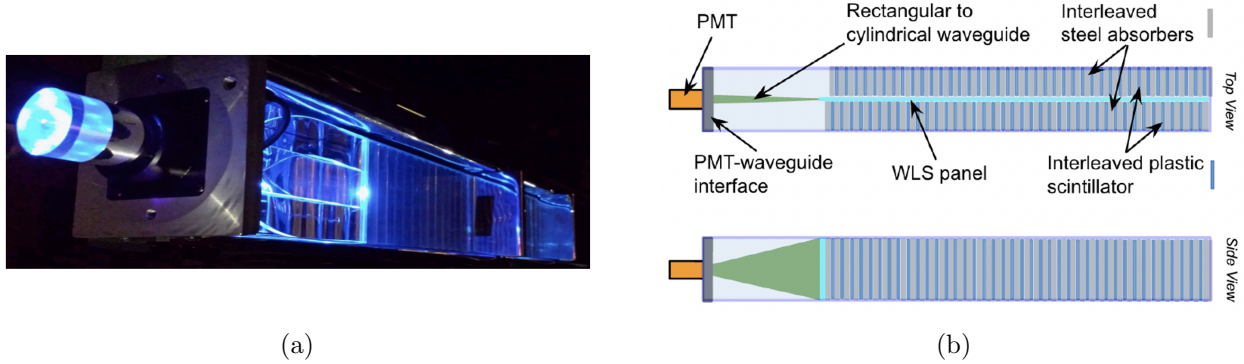 PMT
Rectangular to
cylindrical waveguide
Interleaved
steel absorbers
Top View
PMT-waveguide
interface
WLS panel
Interleaved plastic
scintillator
Side View
(a)
(b)